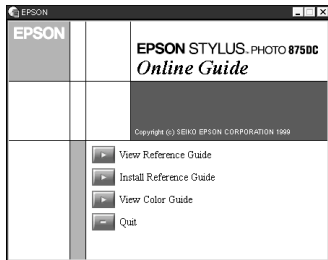 EPSON
EPSON
EPSON STYLUS PHOTO 875DC
Online Guide
Copyright (c) SEIKO EPSON CORPORATION 1999
View Reference Guide
Install Reference Guide
View Color Guide
Quit